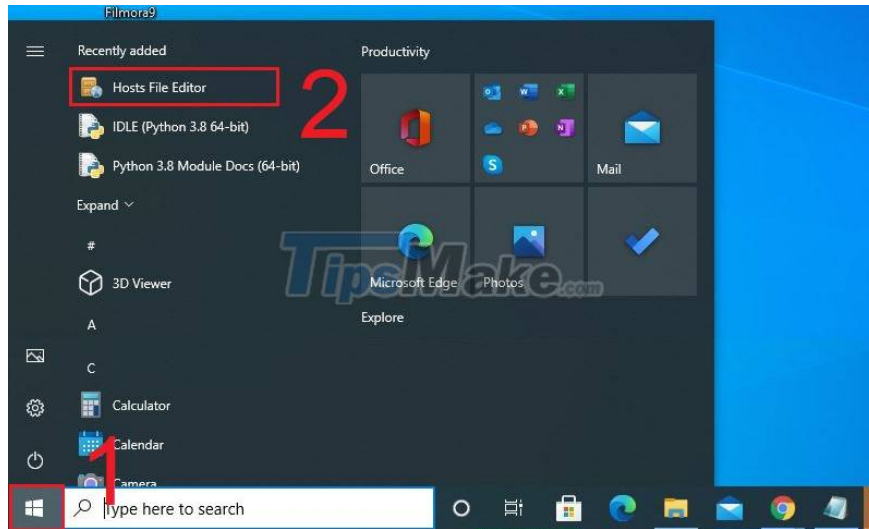 Filmora9
Recently added
Hosts File Editor
2
IDLE (Python 3.8 64-bit)
Python 3.8 Module Docs (64-bit)
Expand
#
3D Viewer
A
C
Calculator
Calendar
Camera
1
Type here to search
Productivity
Office
Mail
Microsoft Edge
Photos
Explore
TipsMake.com